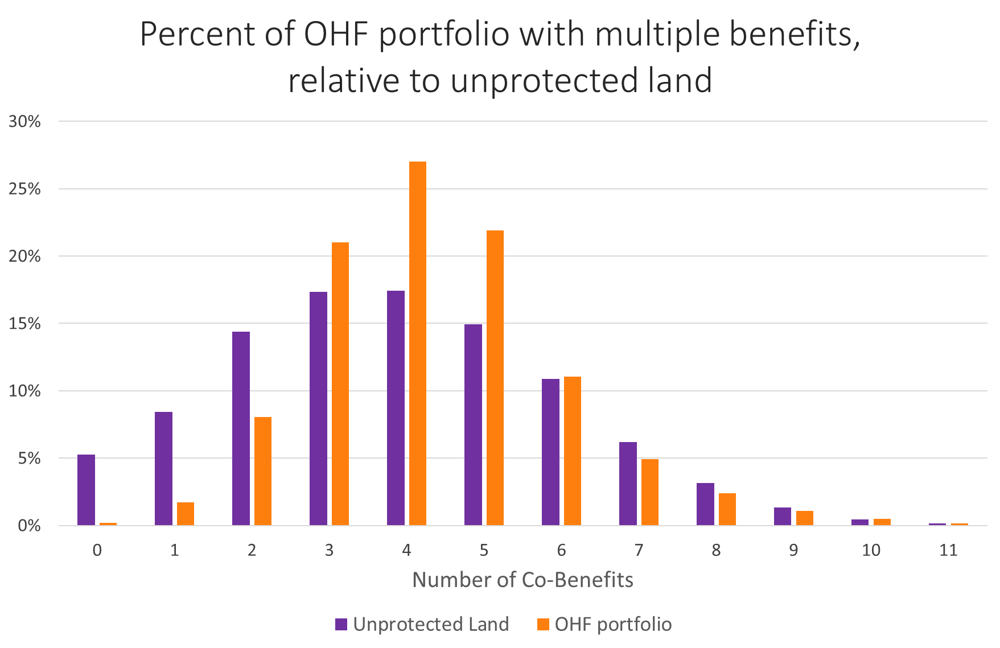 Percent of OHF portfolio with multiple benefits,
relative to unprotected land
30%
25%
20%
15%
10%
5%
0%
0 1 2 3 4 5 6 7 8 9 10 11
Number of Co-Benefits
Unprotected Land OHF portfolio